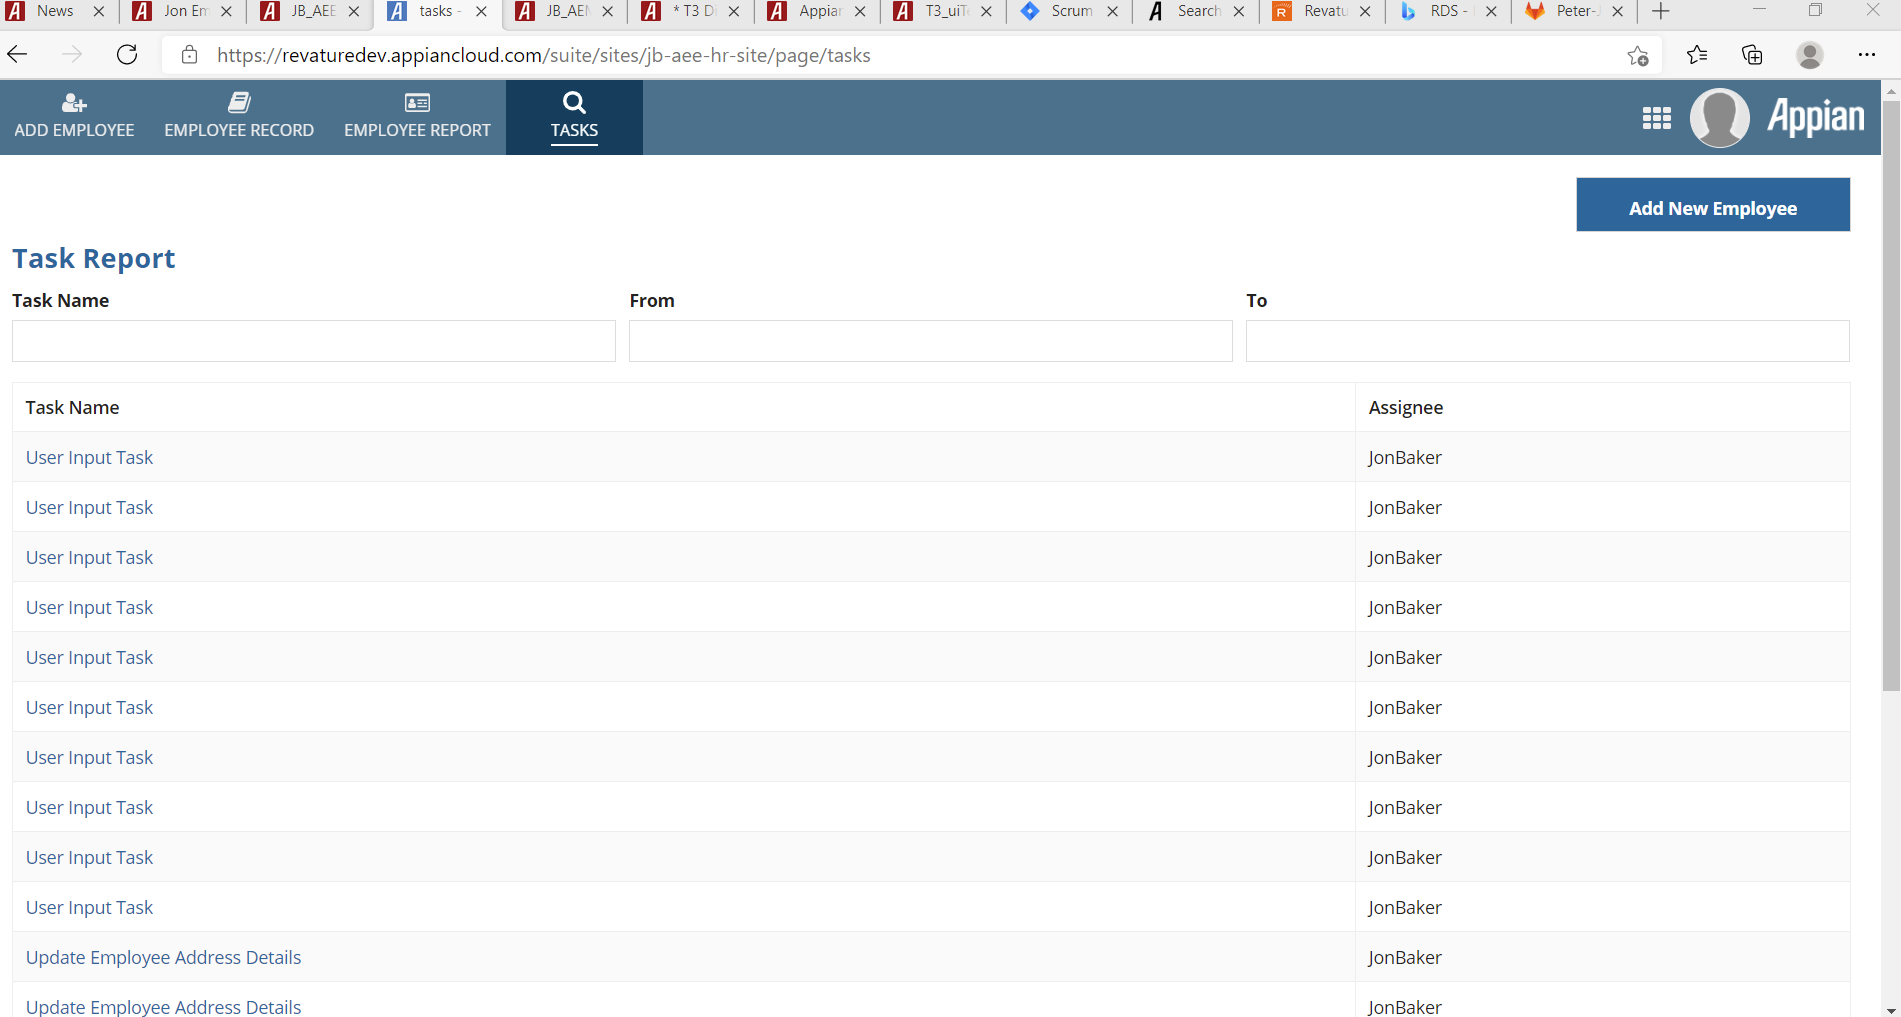 News
Jon Em
JB_AEE
tasks -
JB_AEM
* T3 D
Appian
T3_uiT
Scrum
Search
Revatu
RDS -
Peter-J
https://revaturedev.appiancloud.com/suite/sites/jb-aee-hr-site/page/tasks
ADD EMPLOYEE
EMPLOYEE RECORD
EMPLOYEE REPORT
TASKS
Appian
Add New Employee
Task Report
Task Name
From
To
Task Name
Assignee
User Input Task
JonBaker
User Input Task
JonBaker
User Input Task
JonBaker
User Input Task
JonBaker
User Input Task
JonBaker
User Input Task
JonBaker
User Input Task
JonBaker
User Input Task
JonBaker
User Input Task
JonBaker
User Input Task
JonBaker
Update Employee Address Details
JonBaker
Update Employee Address Details
JonBaker